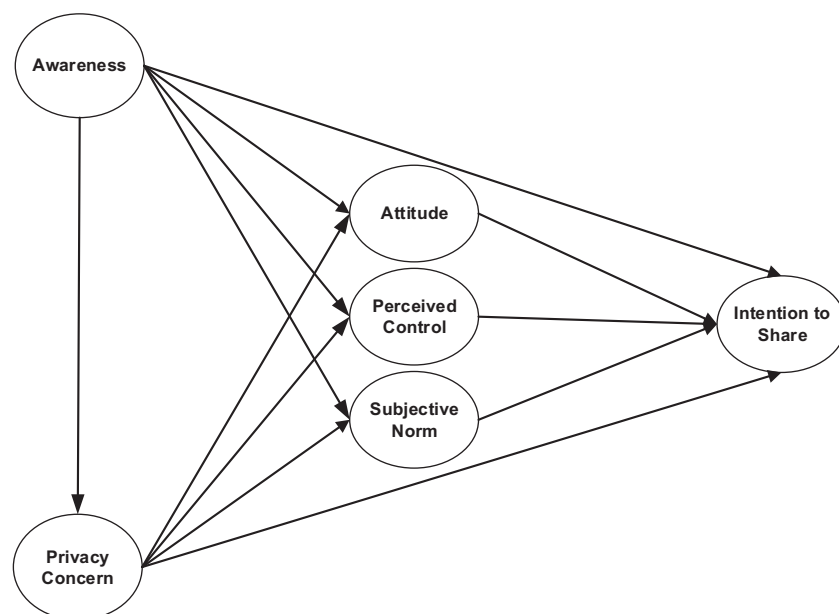 Awareness
Attitude
Perceived
Control
Intention to
Share
Subjective
Norm
Privacy
Concern